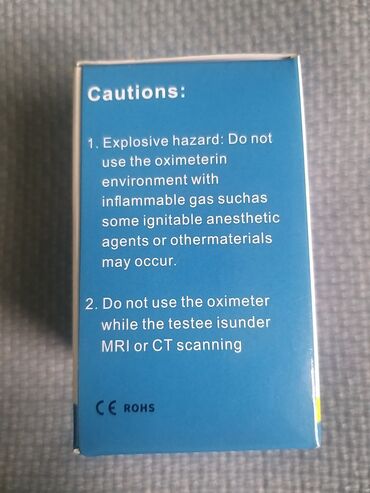 Cautions:
1. Explosive hazard: Do not
use the oximeterin
environment with
inflammable gas suchas
some ignitable anesthetic
agents or othermaterials
may occur.
2. Do not use the oximeter
while the testee isunder
MRI or CT scanning
CE ROHS